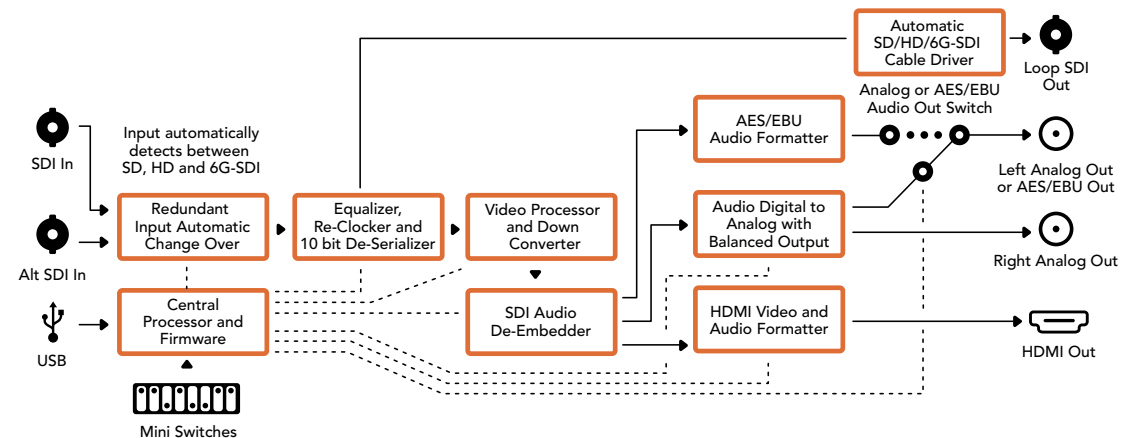 Automatic
SD/HD/6G-SDI
Cable Driver
Loop SDI
Out
Analog or AES/EBU
Audio Out Switch
SDI In
Input automatically
detects between
SD, HD and 6G-SDI
AES/EBU
Audio Formatter
Left Analog Out
or AES/EBU Out
Alt SDI In
Redundant
Input Automatic
Change Over
Equalizer,
Re-Clocker and
10 bit De-Serializer
Video Processor
and Down
Converter
Audio Digital to
Analog with
Balanced Output
Right Analog Out
USB
Central
Processor and
Firmware
SDI Audio
De-Embedder
HDMI Video and
Audio Formatter
HDMI Out
Mini Switches